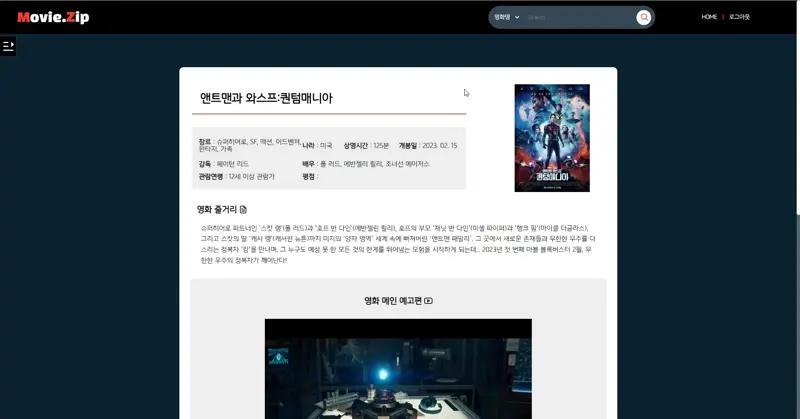 Movie.Zip
영화명
Search
HOME
로그아웃
앤트맨과 와스프:퀀텀매니아
장르 : 슈퍼히어로, SF, 액션, 어드벤처,
판타지, 가족
나라 : 미국
상영시간 : 125분
개봉일 : 2023. 02. 15
감독 : 페이턴 리드
배우 : 폴 러드, 에반젤리 릴리, 조너선 메이저스
관람연령 : 12세 이상 관람가
평점 :
영화 줄거리
슈퍼히어로 파트너인 '스캇 랭'(폴 러드)과 '호프 반 다인'(에반젤린 릴리), 호프의 부모 '재닛 반 다인'(미셸 파이퍼)과 '행크 핌'(마이클 더글라스),
그리고 스캇의 딸 '캐시 랭'(캐서린 뉴튼)까지 미지의 '양자 영역' 세계 속에 빠져버린 '앤트맨 패밀리'. 그 곳에서 새로운 존재들과 무한한 우주를 다
스리는 정복자 '캉'을 만나며, 그 누구도 예상 못 한 모든 것의 한계를 뛰어넘는 모험을 시작하게 되는데… 2023년 첫 번째 마블 블록버스터 2월, 무
한한 우주의 정복자가 깨어난다!
영화 메인 예고편